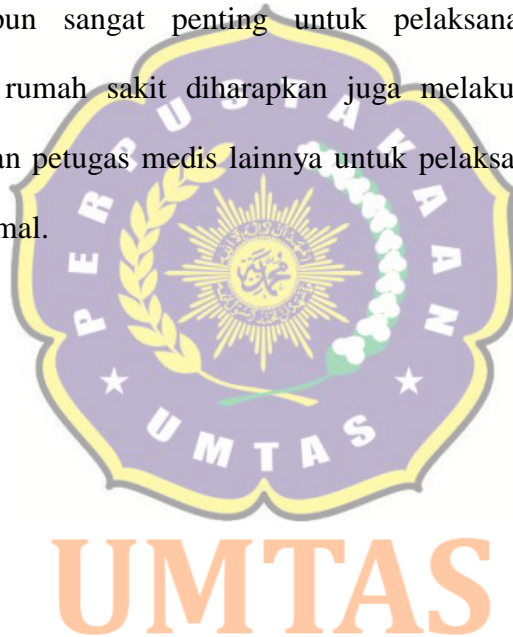 pun sangat penting untuk pelaksana
rumah sakit diharapkan juga melaku
an petugas medis lainnya untuk pelaksa
mal.
PERPUSTAKAAN
UMTAS
UMTAS